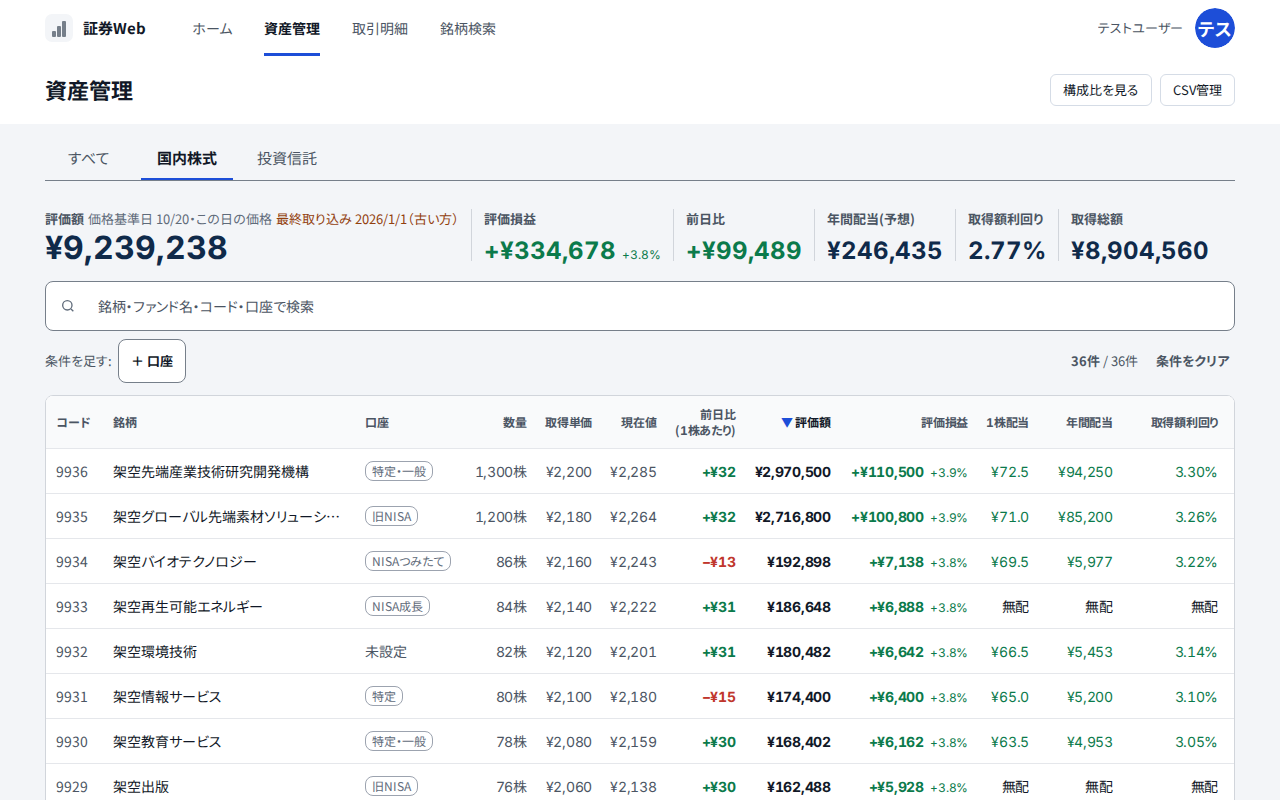 証券Web ホーム 資産管理 取引明細 銘柄検索 テストユーザー テス
資産管理 構成比を見る CSV管理
すべて 国内株式 投資信託
評価額 価格基準日 10/20・この日の価格 最終取り込み 2026/1/1（古い方） 評価損益 前日比 年間配当(予想) 取得額利回り 取得総額
¥9,239,238 +¥334,678 +3.8% +¥99,489 ¥246,435 2.77% ¥8,904,560
銘柄・ファンド名・コード・口座で検索
条件を足す: ＋ 口座 36件 / 36件 条件をクリア
コード 銘柄 口座 数量 取得単価 現在値 前日比 (1株あたり) ▼評価額 評価損益 1株配当 年間配当 取得額利回り
9936 架空先端産業技術研究開発機構 特定・一般 1,300株 ¥2,200 ¥2,285 +¥32 ¥2,970,500 +¥110,500 +3.9% ¥72.5 ¥94,250 3.30%
9935 架空グローバル先端素材ソリューシ… 旧NISA 1,200株 ¥2,180 ¥2,264 +¥32 ¥2,716,800 +¥100,800 +3.9% ¥71.0 ¥85,200 3.26%
9934 架空バイオテクノロジー NISAつみたて 86株 ¥2,160 ¥2,243 −¥13 ¥192,898 +¥7,138 +3.8% ¥69.5 ¥5,977 3.22%
9933 架空再生可能エネルギー NISA成長 84株 ¥2,140 ¥2,222 +¥31 ¥186,648 +¥6,888 +3.8% 無配 無配 無配
9932 架空環境技術 未設定 82株 ¥2,120 ¥2,201 +¥31 ¥180,482 +¥6,642 +3.8% ¥66.5 ¥5,453 3.14%
9931 架空情報サービス 特定 80株 ¥2,100 ¥2,180 −¥15 ¥174,400 +¥6,400 +3.8% ¥65.0 ¥5,200 3.10%
9930 架空教育サービス 特定・一般 78株 ¥2,080 ¥2,159 +¥30 ¥168,402 +¥6,162 +3.8% ¥63.5 ¥4,953 3.05%
9929 架空出版 旧NISA 76株 ¥2,060 ¥2,138 +¥30 ¥162,488 +¥5,928 +3.8% 無配 無配 無配